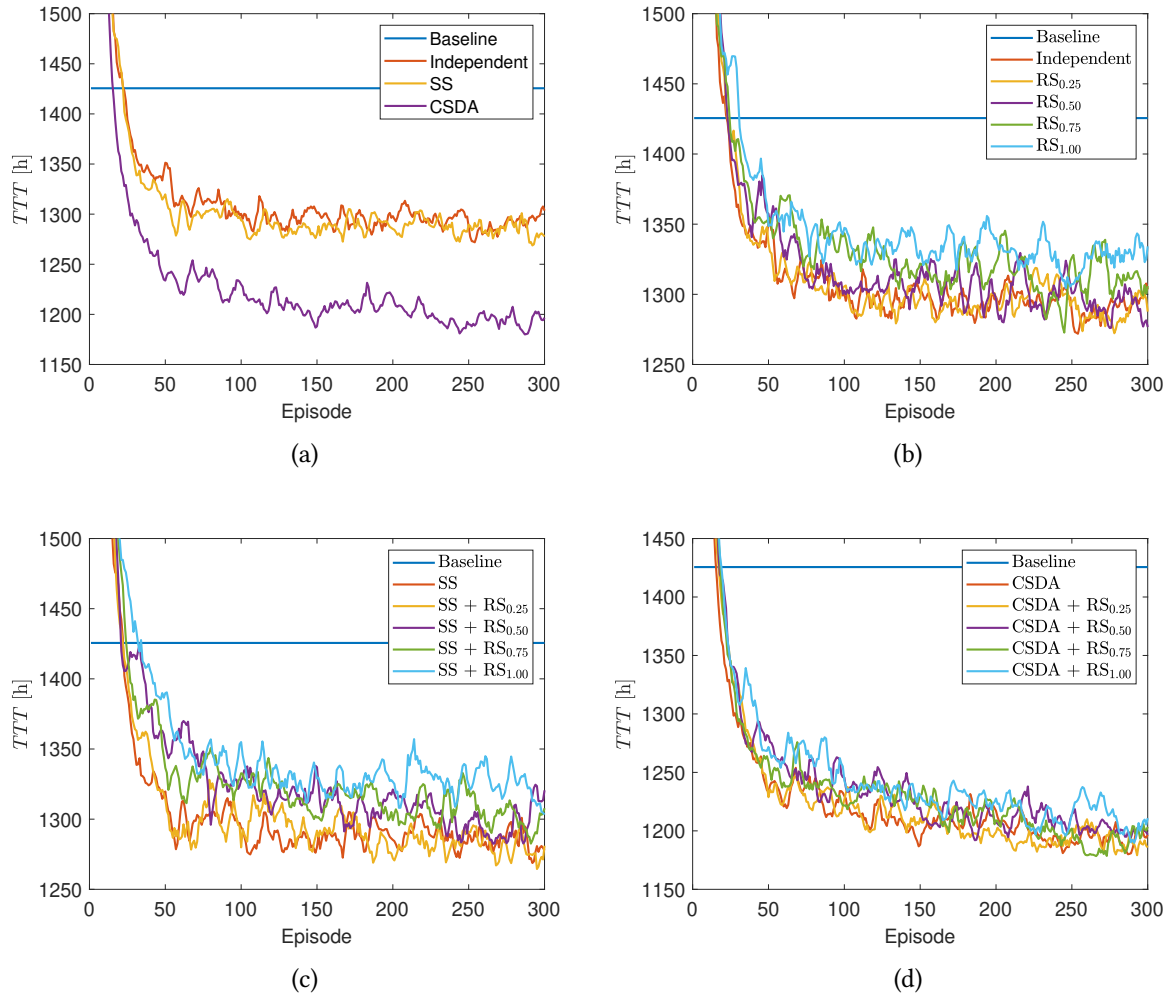 1500
1450
1400
1350
1300
1250
1200
1150
TTT [h]
0 50 100 150 200 250 300
Episode
Baseline
Independent
SS
CSDA
(a)
1500
1450
1400
1350
1300
1250
TTT [h]
0 50 100 150 200 250 300
Episode
Baseline
Independent
RS0.25
RS0.50
RS0.75
RS1.00
(b)
1500
1450
1400
1350
1300
1250
TTT [h]
0 50 100 150 200 250 300
Episode
Baseline
SS
SS + RS0.25
SS + RS0.50
SS + RS0.75
SS + RS1.00
(c)
1450
1400
1350
1300
1250
1200
1150
TTT [h]
0 50 100 150 200 250 300
Episode
Baseline
CSDA
CSDA + RS0.25
CSDA + RS0.50
CSDA + RS0.75
CSDA + RS1.00
(d)